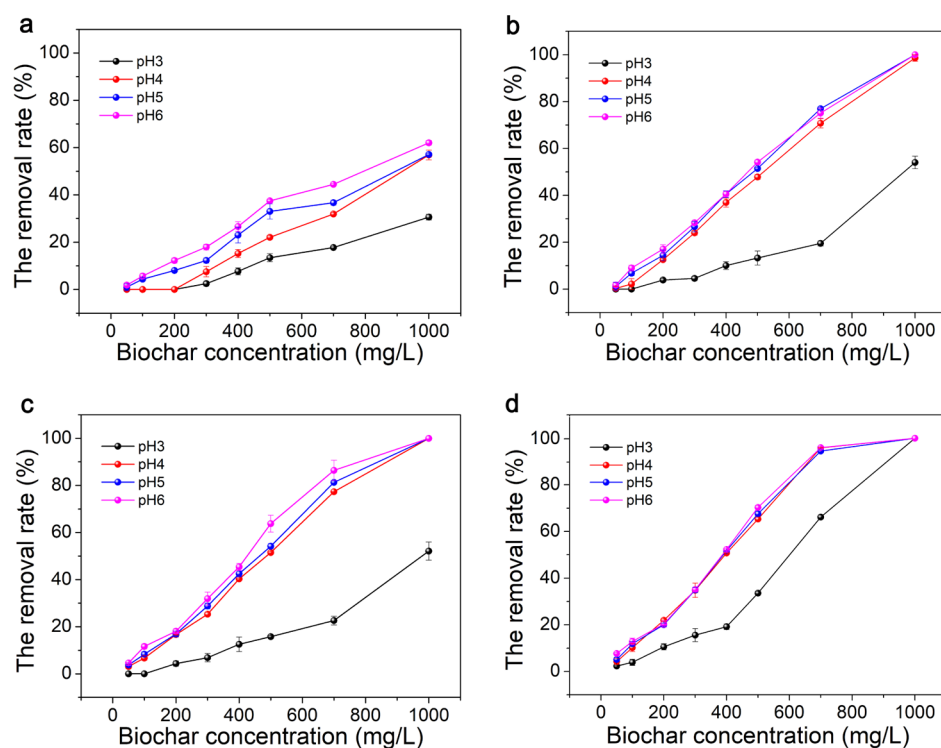 a
The removal rate (%)
100
80
60
40
20
0
pH3
pH4
pH5
pH6
0 200 400 600 800 1000
Biochar concentration (mg/L)
b
The removal rate (%)
100
80
60
40
20
0
pH3
pH4
pH5
pH6
0 200 400 600 800 1000
Biochar concentration (mg/L)
c
The removal rate (%)
100
80
60
40
20
0
pH3
pH4
pH5
pH6
0 200 400 600 800 1000
Biochar concentration (mg/L)
d
The removal rate (%)
100
80
60
40
20
0
pH3
pH4
pH5
pH6
0 200 400 600 800 1000
Biochar concentration (mg/L)